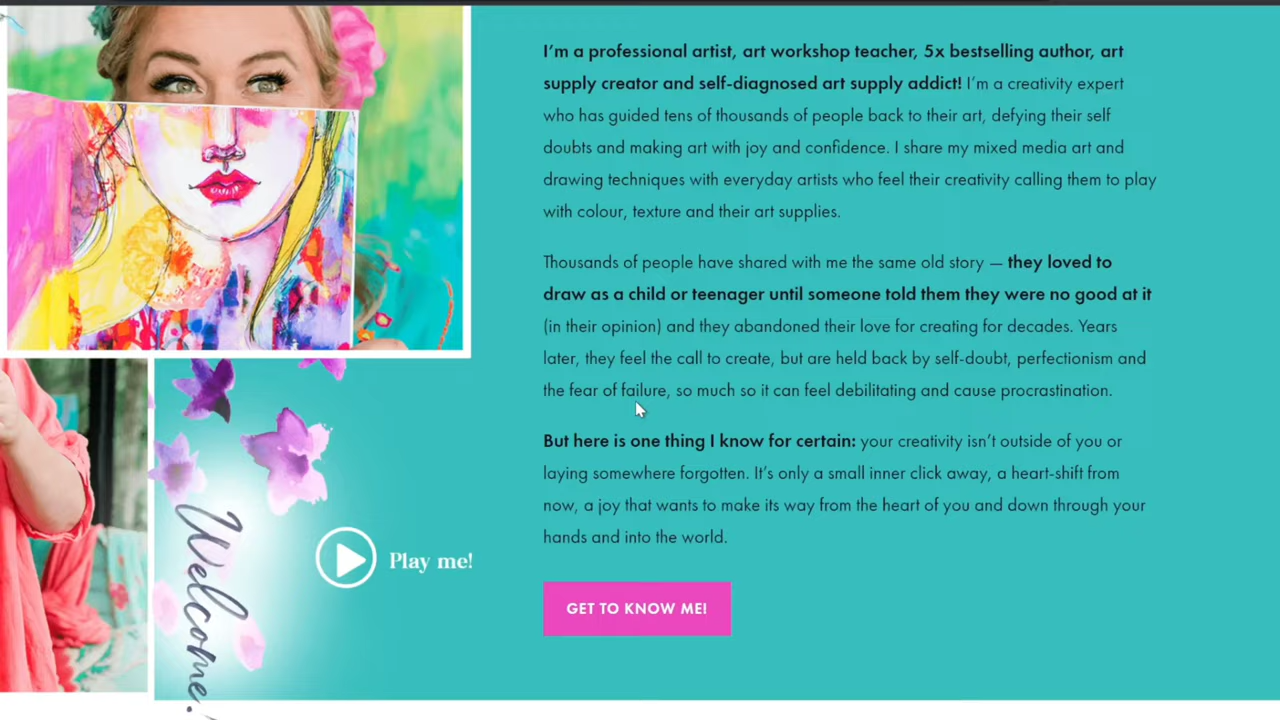 I'm a professional artist, art workshop teacher, 5x bestselling author, art
supply creator and self-diagnosed art supply addict! I'm a creativity expert
who has guided tens of thousands of people back to their art, defying their self
doubts and making art with joy and confidence. I share my mixed media art and
drawing techniques with everyday artists who feel their creativity calling them to play
with colour, texture and their art supplies.
Thousands of people have shared with me the same old story — they loved to
draw as a child or teenager until someone told them they were no good at it
(in their opinion) and they abandoned their love for creating for decades. Years
later, they feel the call to create, but are held back by self-doubt, perfectionism and
the fear of failure, so much so it can feel debilitating and cause procrastination.
But here is one thing I know for certain: your creativity isn't outside of you or
laying somewhere forgotten. It's only a small inner click away, a heart-shift from
now, a joy that wants to make its way from the heart of you and down through your
hands and into the world.
GET TO KNOW ME!
Welcome.
Play me!